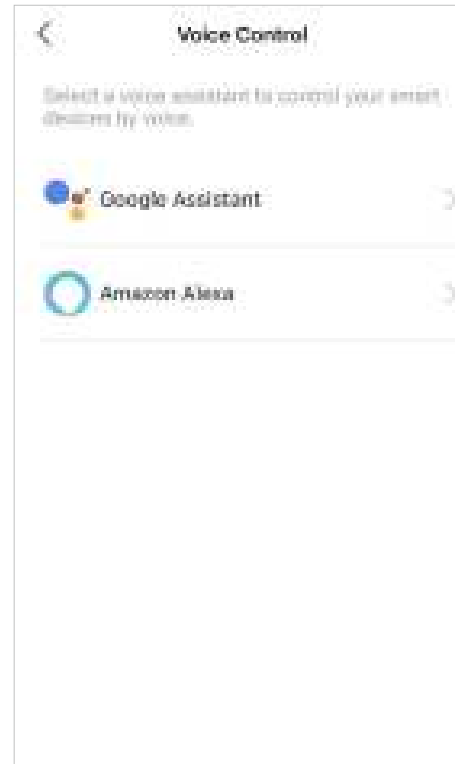 Voice Control
Select a voice assistant to control your smart
devices by voice.
Google Assistant
Amazon Alexa